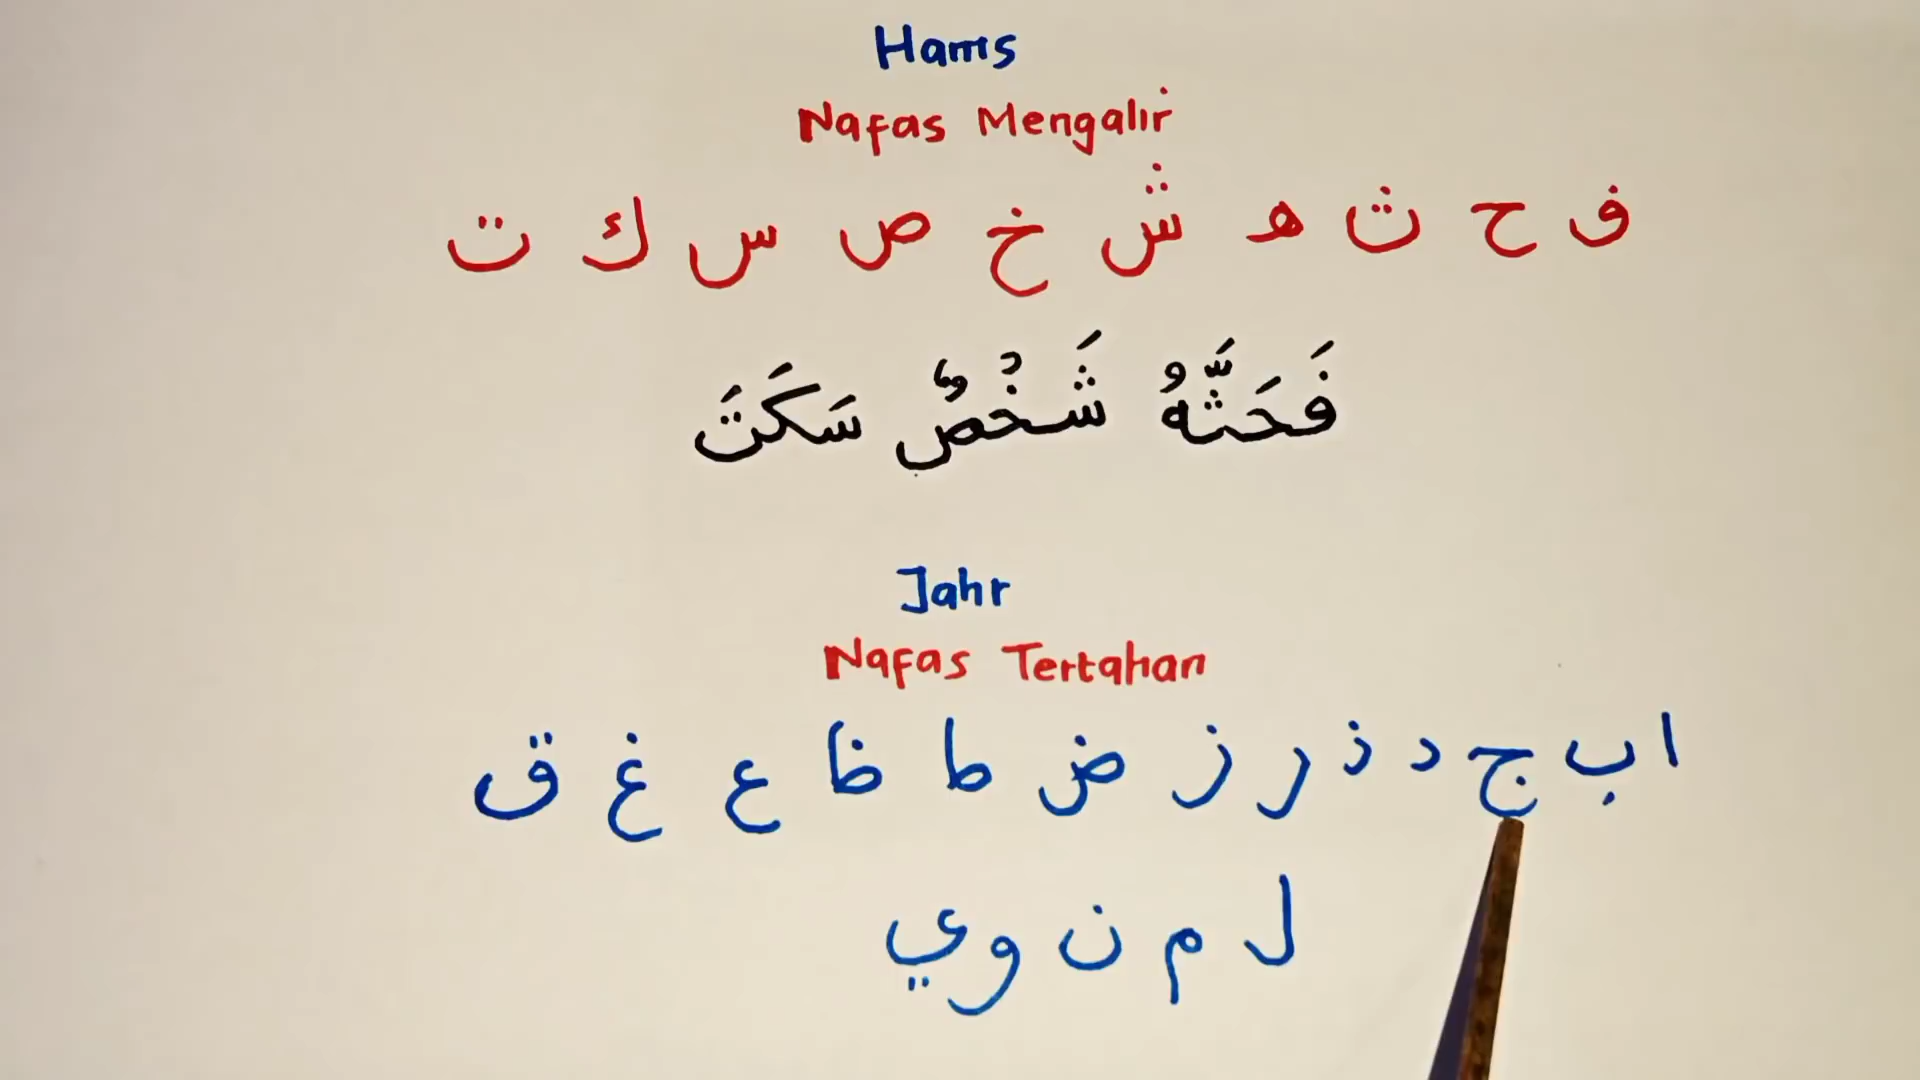 Hams
Nafas Mengalir
ف ح ث ه ش خ ص س ك ت
فَحَثَّهُ شَخْصٌ سَكَتَ
Jahr
Nafas Tertahan
ا ب ج د ذ ر ز ض ط ظ ع غ ق
ل م ن و ي